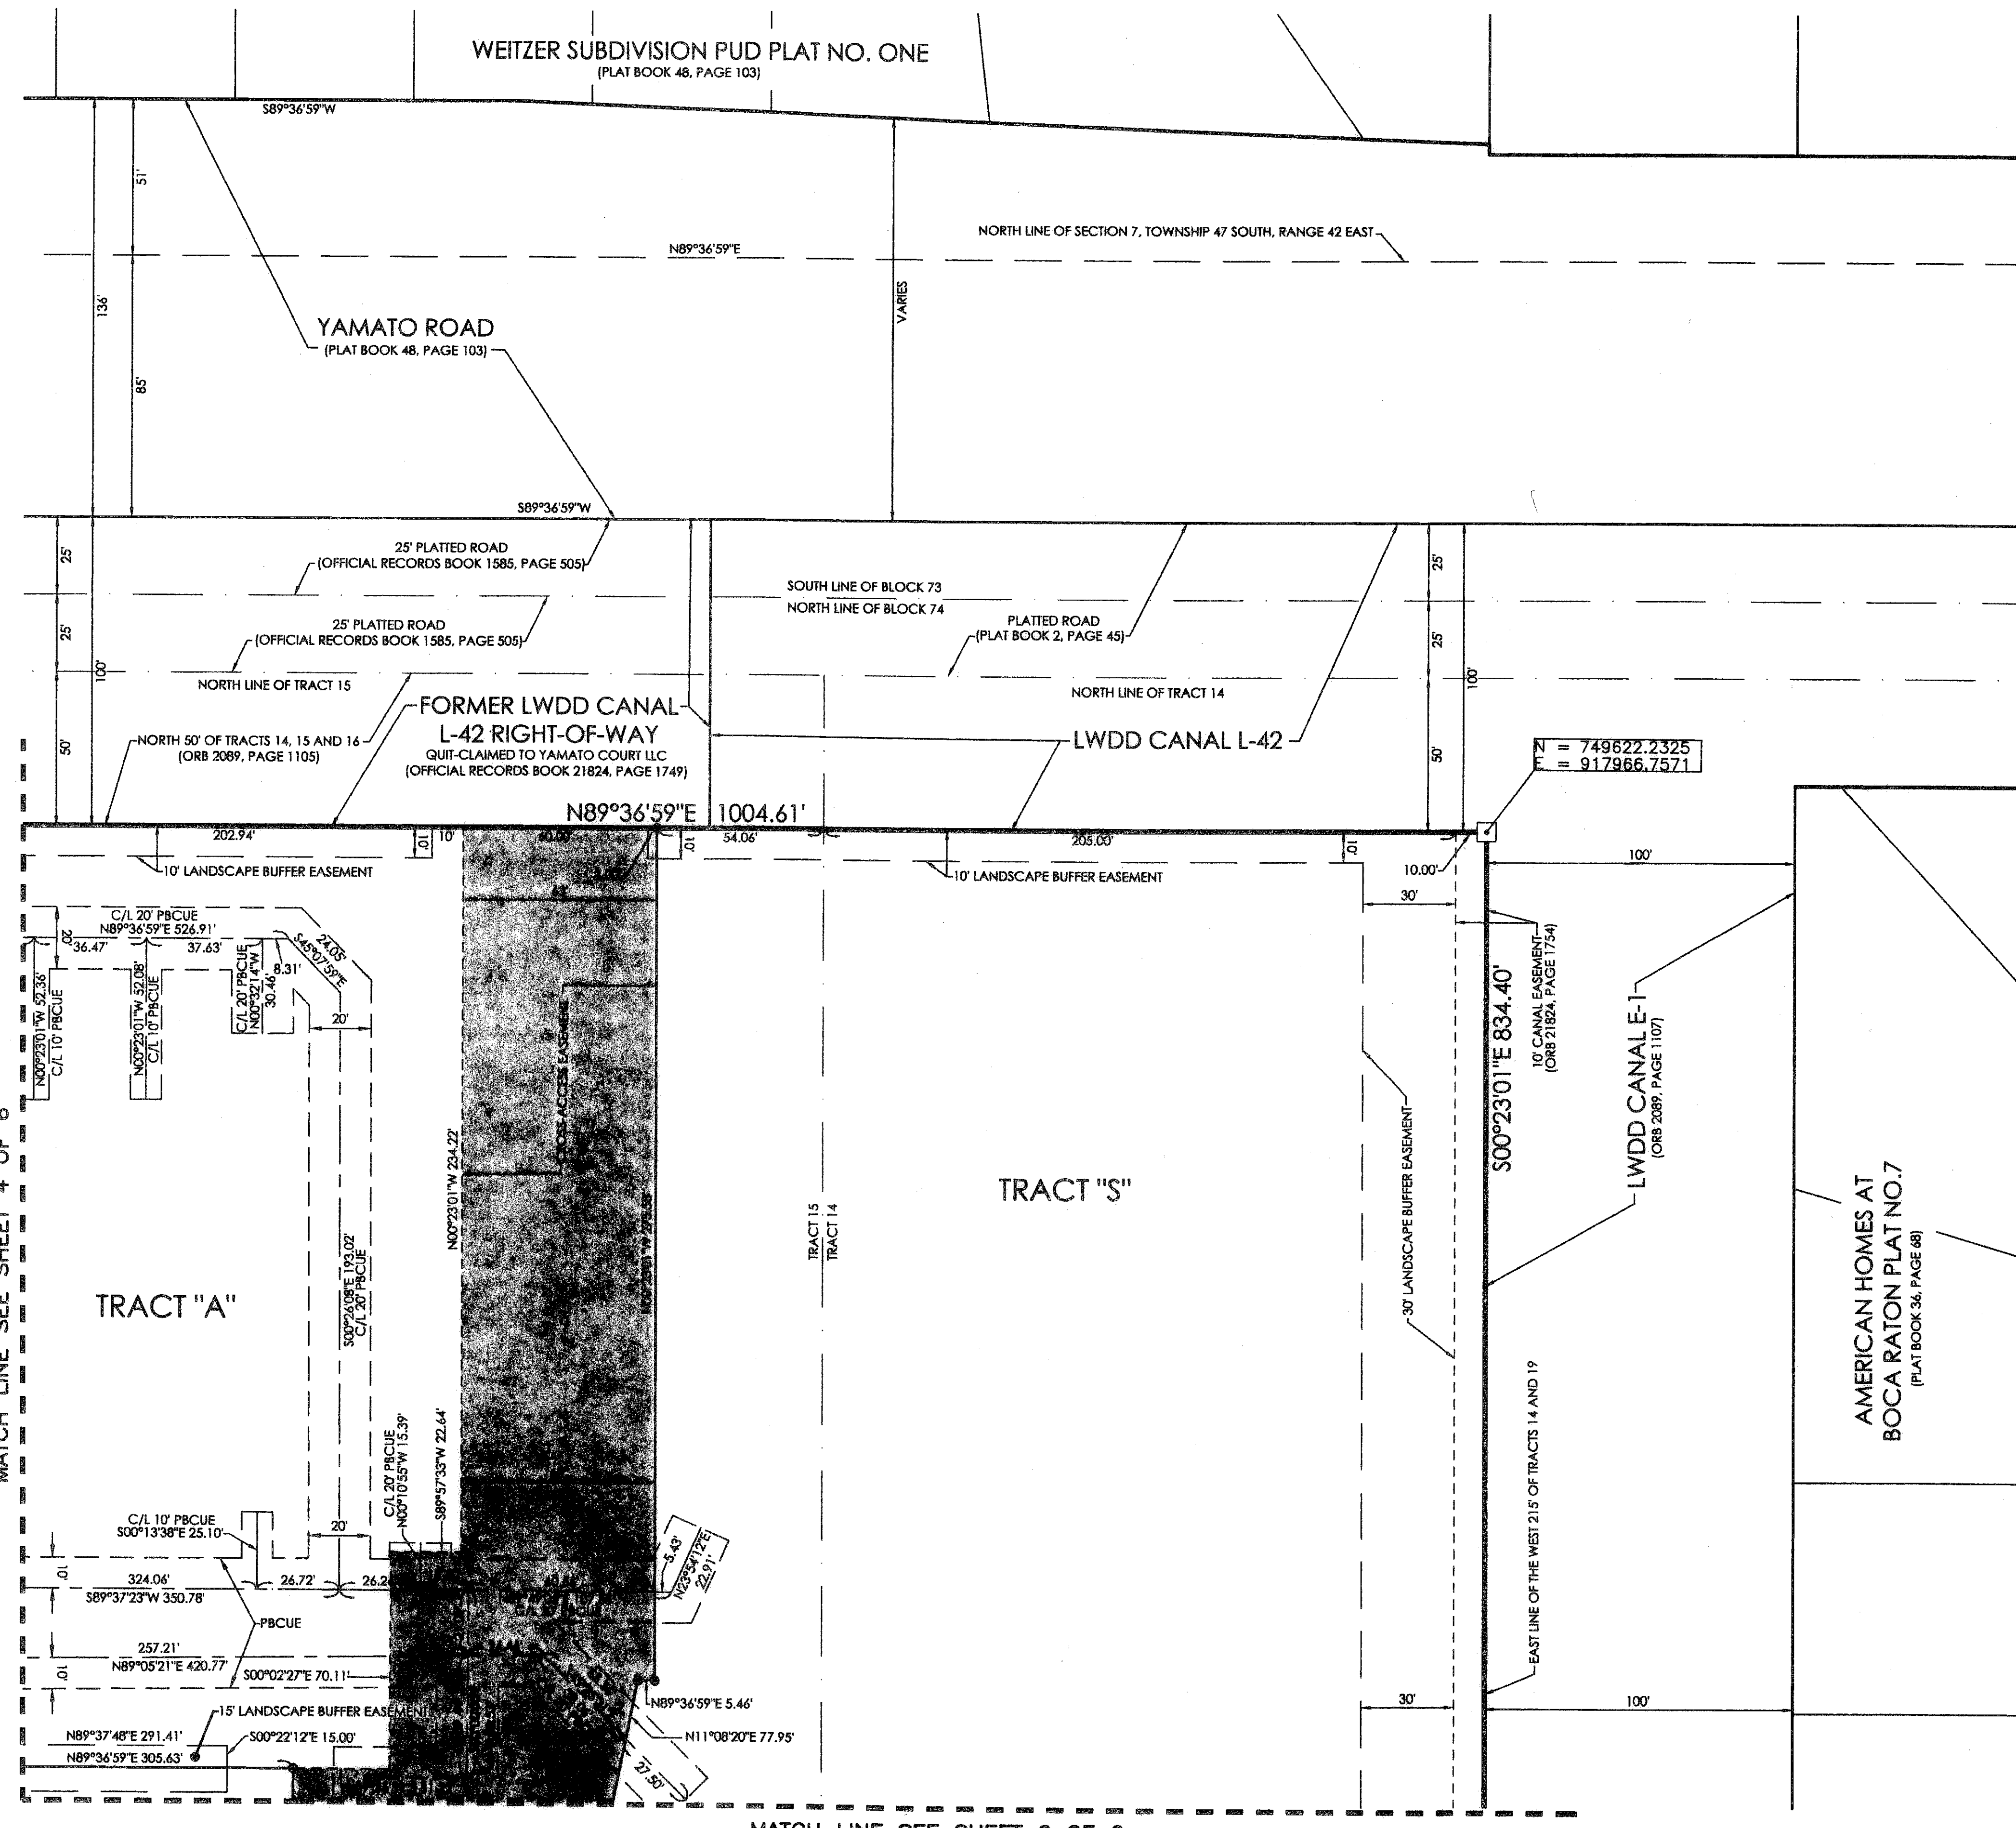 WEITZER SUBDIVISION PUD PLAT NO. ONE
(PLAT BOOK 48, PAGE 103)
S89°36'59"W
51'
N89°36'59"E
NORTH LINE OF SECTION 7, TOWNSHIP 47 SOUTH, RANGE 42 EAST
136'
VARIES
YAMATO ROAD
(PLAT BOOK 48, PAGE 103)
85'
S89°36'59"W
25'
25' PLATTED ROAD
(OFFICIAL RECORDS BOOK 1585, PAGE 505)
SOUTH LINE OF BLOCK 73
NORTH LINE OF BLOCK 74
25'
25'
25' PLATTED ROAD
(OFFICIAL RECORDS BOOK 1585, PAGE 505)
PLATTED ROAD
(PLAT BOOK 2, PAGE 45)
25'
100'
100'
NORTH LINE OF TRACT 15
NORTH LINE OF TRACT 14
FORMER LWDD CANAL
L-42 RIGHT-OF-WAY
QUIT-CLAIMED TO YAMATO COURT LLC
(OFFICIAL RECORDS BOOK 21824, PAGE 1749)
NORTH 50' OF TRACTS 14, 15 AND 16
(ORB 2089, PAGE 1105)
50'
LWDD CANAL L-42
50'
N = 749622.2325
E = 917966.7571
N89°36'59"E 1004.61'
202.94'
10'
10'
60.00'
10'
54.06'
205.00'
10'
10.00'
100'
10' LANDSCAPE BUFFER EASEMENT
10' LANDSCAPE BUFFER EASEMENT
30'
C/L 20' PBCUE
N89°36'59"E 526.91'
20'
36.47'
37.63'
8.31'
24.05'
S45°07'59"E
C/L 20' PBCUE
N00°32'14"W
30.46'
N00°23'01"W 52.36'
C/L 10' PBCUE
N00°23'01"W 52.08'
C/L 10' PBCUE
20'
10' CANAL EASEMENT
(ORB 21824, PAGE 1754)
S00°23'01"E 834.40'
LWDD CANAL E-1
(ORB 2089, PAGE 1107)
CROSS ACCESS EASEMENT
N00°23'01"W 234.22'
30' LANDSCAPE BUFFER EASEMENT
TRACT "S"
TRACT 15
TRACT 14
AMERICAN HOMES AT
BOCA RATON PLAT NO.7
(PLAT BOOK 36, PAGE 68)
MATCH LINE SEE SHEET 4 OF 6
TRACT "A"
S00°26'08"E 193.02'
C/L 20' PBCUE
EAST LINE OF THE WEST 215' OF TRACTS 14 AND 19
C/L 20' PBCUE
N00°10'55"W 15.39'
S89°57'33"W 22.64'
C/L 10' PBCUE
S00°13'38"E 25.10'
20'
5.43'
N23°54'12"E
22.91'
10'
324.06'
26.72'
S89°37'23"W 350.78'
PBCUE
257.21'
N89°05'21"E 420.77'
10'
S00°02'27"E 70.11'
N89°36'59"E 5.46'
30'
100'
15' LANDSCAPE BUFFER EASEMENT
N11°08'20"E 77.95'
N89°37'48"E 291.41'
S00°22'12"E 15.00'
N89°36'59"E 305.63'
27.50'